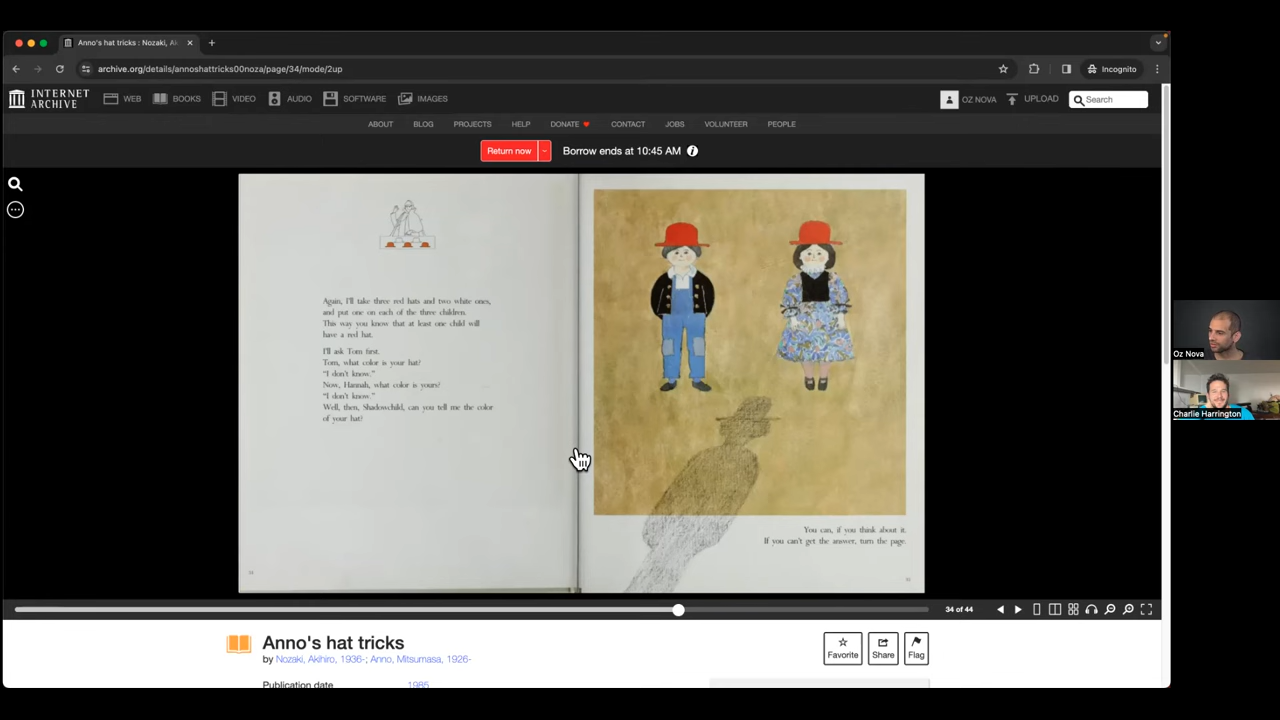 Anno's hat tricks : Nozaki, Ak
archive.org/details/annoshattricks00noza/page/34/mode/2up
Incognito
INTERNET ARCHIVE
WEB
BOOKS
VIDEO
AUDIO
SOFTWARE
IMAGES
OZ NOVA
UPLOAD
Search
ABOUT
BLOG
PROJECTS
HELP
DONATE
CONTACT
JOBS
VOLUNTEER
PEOPLE
Return now
Borrow ends at 10:45 AM
Again, I'll take three red hats and two white ones,
and put one on each of the three children.
This way you know that at least one child will
have a red hat.
I'll ask Tom first.
Tom, what color is your hat?
"I don't know."
Now, Hannah, what color is yours?
"I don't know."
Well, then, Shadowchild, can you tell me the color
of your hat?
34
You can, if you think about it.
If you can't get the answer, turn the page.
Oz Nova
Charlie Harrington
34 of 44
Anno's hat tricks
by Nozaki, Akihiro, 1936-; Anno, Mitsumasa, 1926-
Favorite
Share
Flag
Publication date
1985